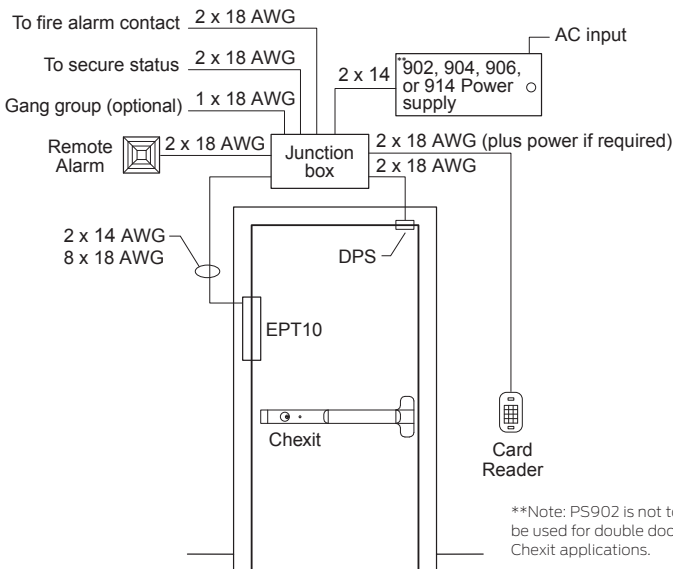 To fire alarm contact
2 x 18 AWG
To secure status
2 x 18 AWG
Gang group (optional)
1 x 18 AWG
Remote
Alarm
2 x 18 AWG
Junction
box
2 x 14
**902, 904, 906,
or 914 Power
supply
AC input
2 x 18 AWG (plus power if required)
2 x 18 AWG
2 x 14 AWG
8 x 18 AWG
DPS
EPT10
Chexit
Card
Reader
**Note: PS902 is not to
be used for double doo
Chexit applications.